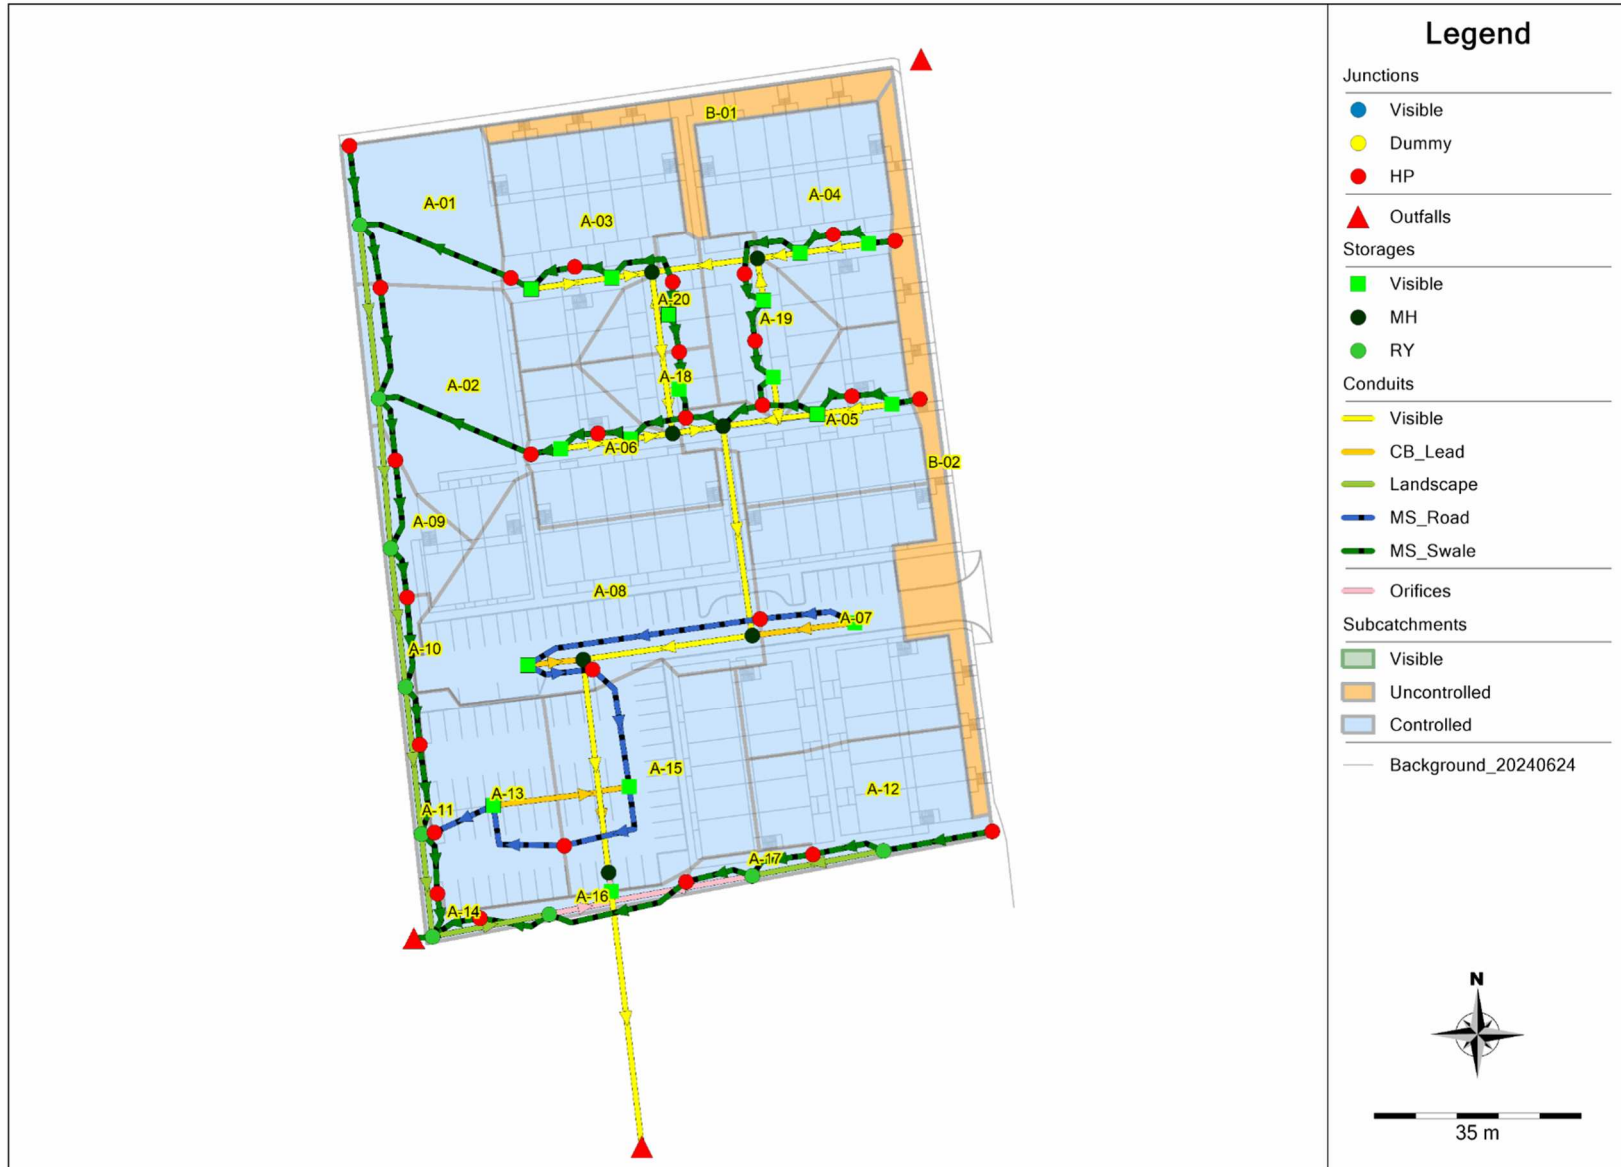 B-01
A-01
A-03
A-04
A-20
A-19
A-02
A-18
A-05
A-06
B-02
A-09
A-08
A-07
A-10
A-15
A-13
A-12
A-11
A-17
A-16
A-14
Legend
Junctions
Visible
Dummy
HP
Outfalls
Storages
Visible
MH
RY
Conduits
Visible
CB_Lead
Landscape
MS_Road
MS_Swale
Orifices
Subcatchments
Visible
Uncontrolled
Controlled
Background_20240624
N
35 m